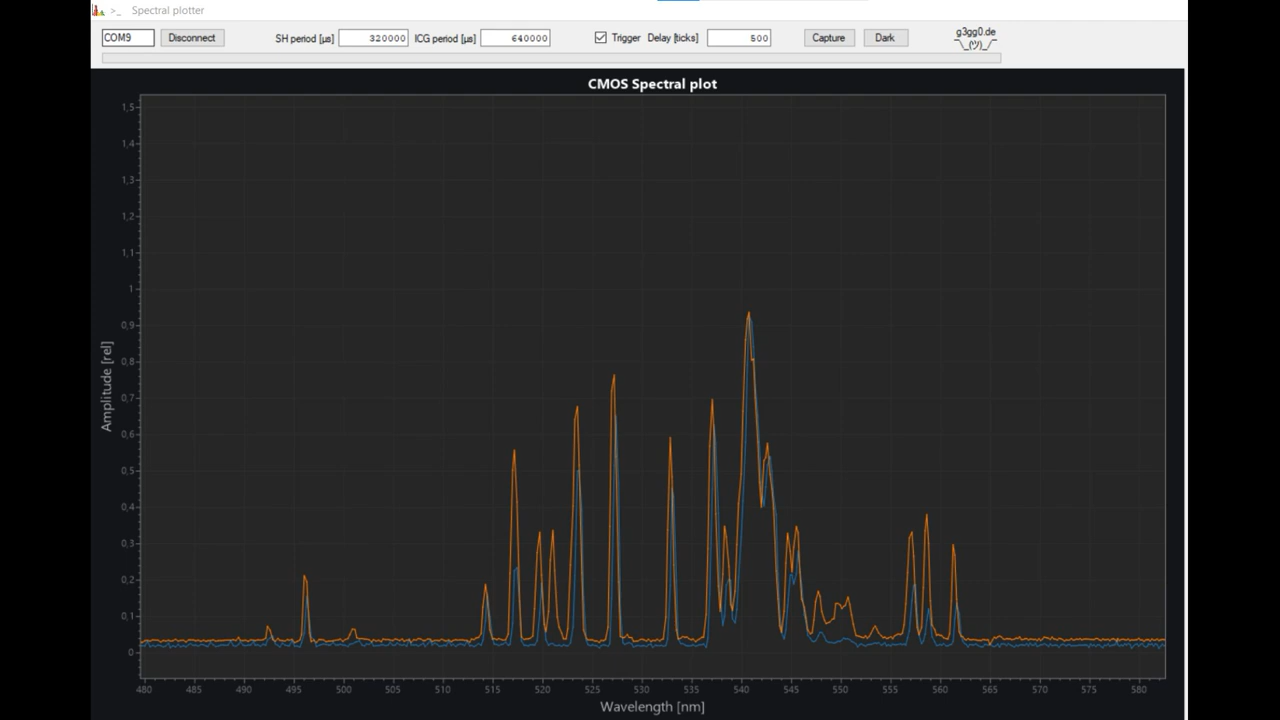 >_ Spectral plotter
COM9 Disconnect SH period [µs] 320000 ICG period [µs] 640000 Trigger Delay [ticks] 500 Capture Dark g3gg0.de
¯\_(ツ)_/¯
CMOS Spectral plot
1,5
1,4
1,3
1,2
1,1
1
0,9
0,8
0,7
0,6
0,5
0,4
0,3
0,2
0,1
0
Amplitude [rel]
480 485 490 495 500 505 510 515 520 525 530 535 540 545 550 555 560 565 570 575 580
Wavelength [nm]